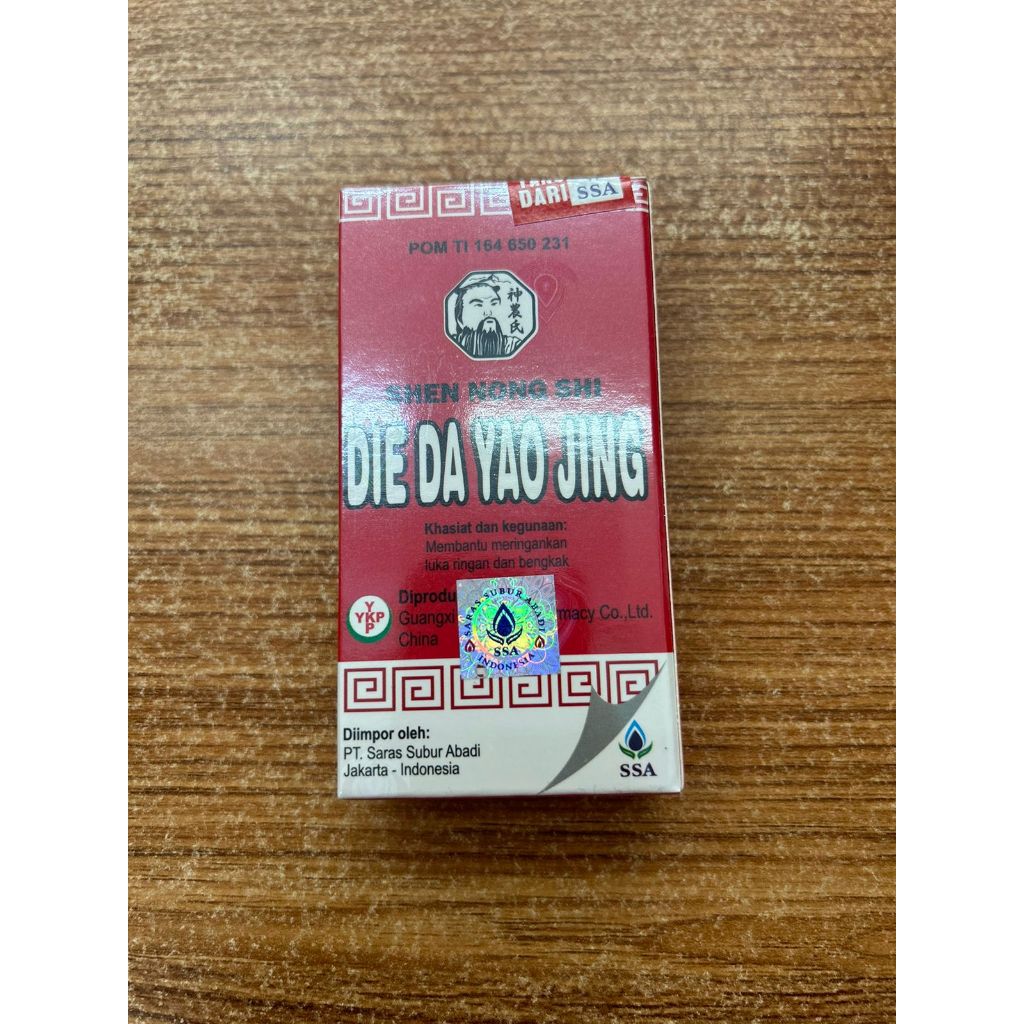 DARI SSA
POM TI 164 650 231
神農氏
SHEN NONG SHI
DIE DA YAO JING
Khasiat dan kegunaan:
Membantu meringankan
luka ringan dan bengkak
YKP
Y
P
Diprodu
Guangxi macy Co.,Ltd.
China
SARAS SUBUR ABADI
SSA
INDONESIA
Diimpor oleh:
PT. Saras Subur Abadi
Jakarta - Indonesia
SSA